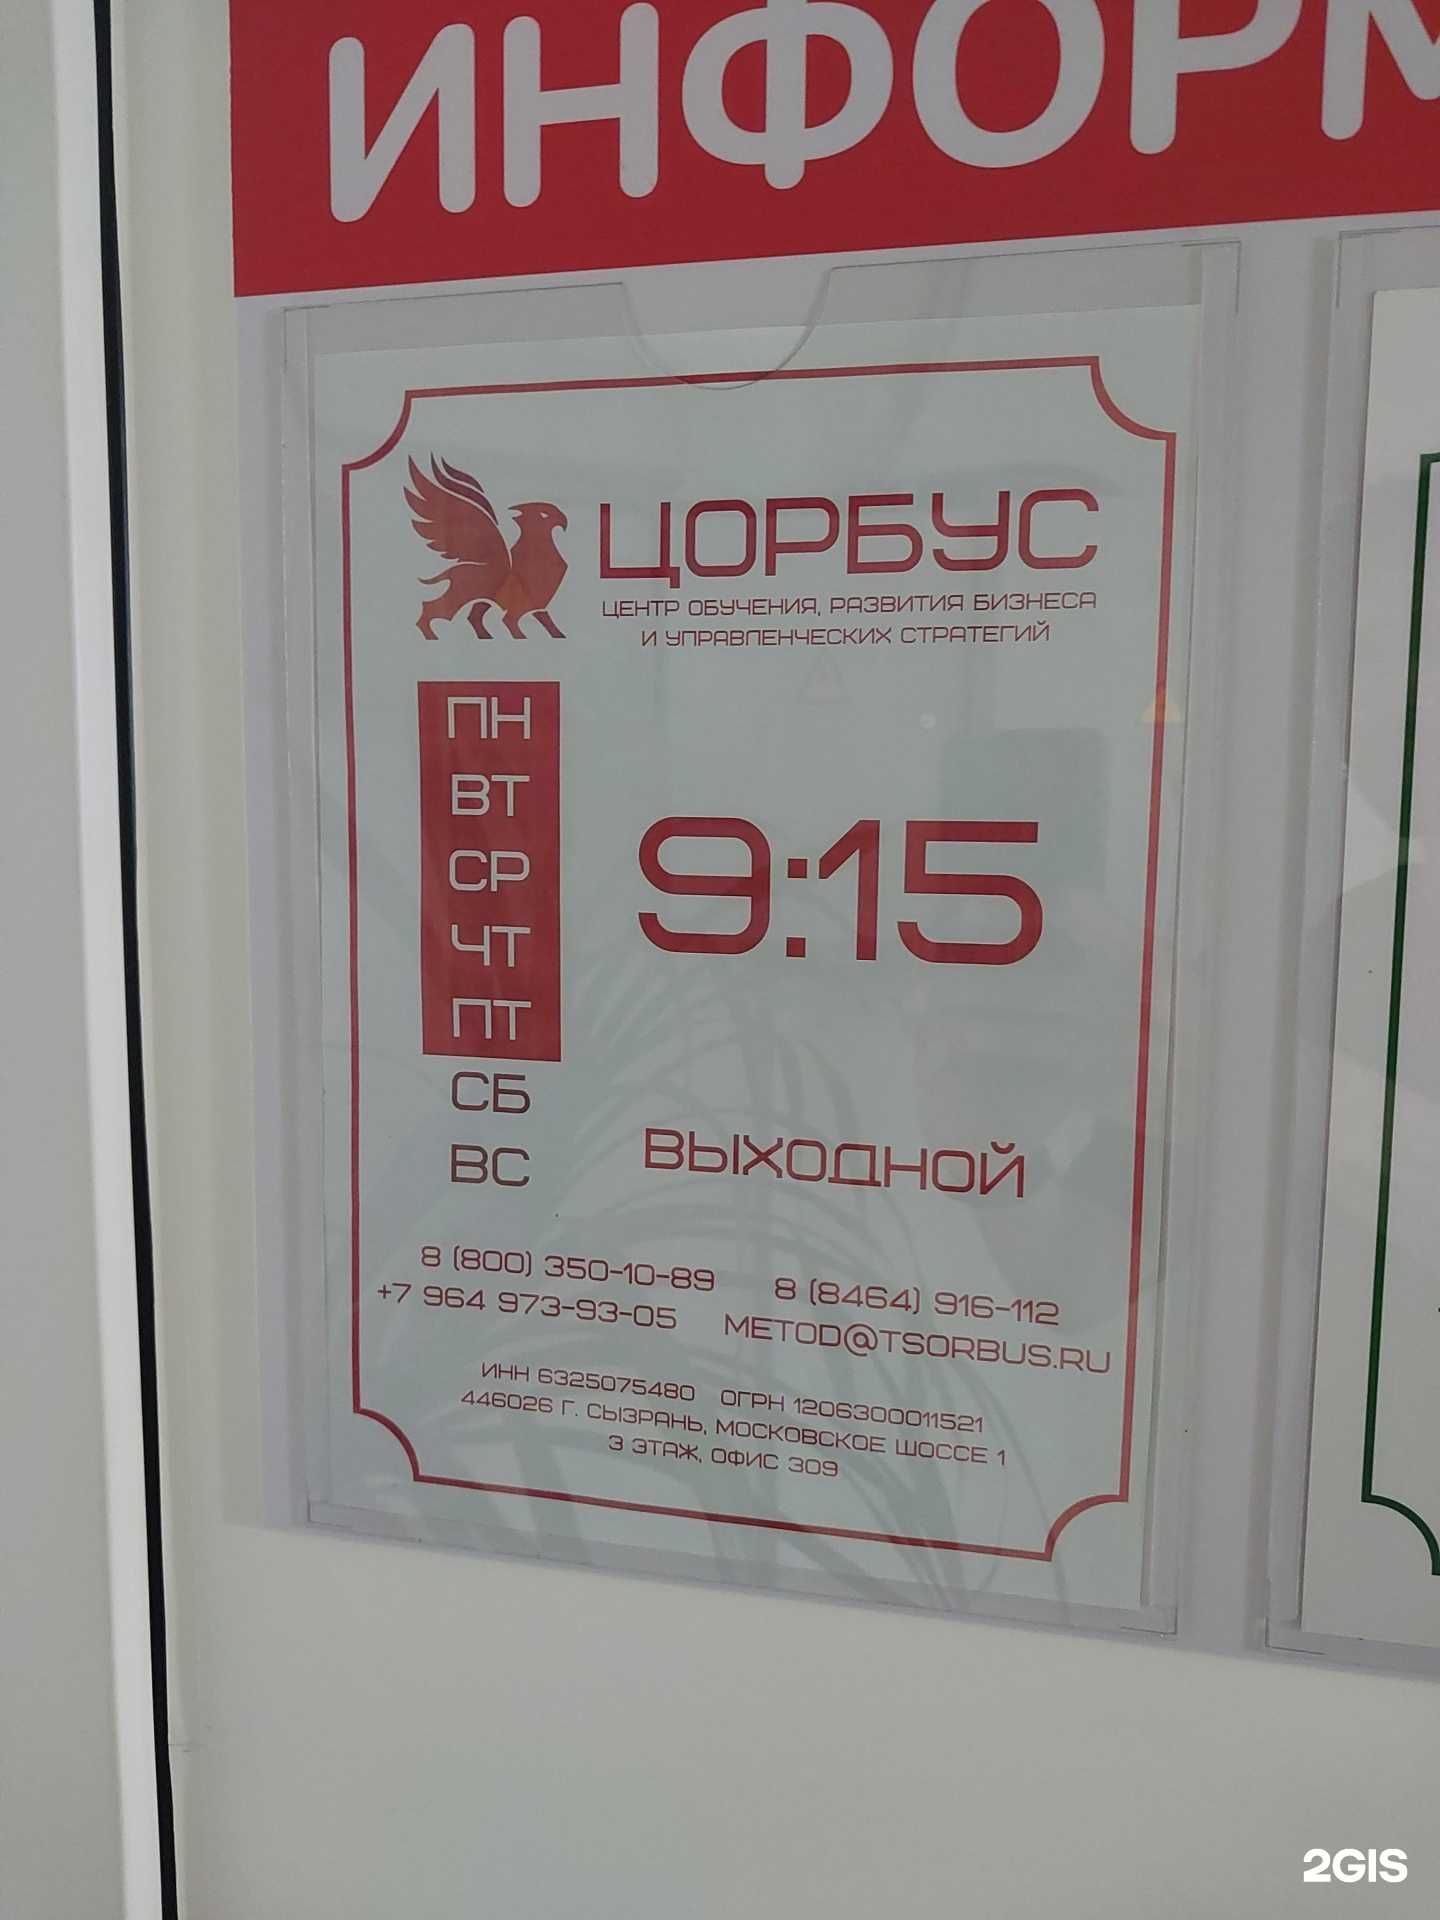 ИНФОРМ
ЦОРБУС
ЦЕНТР ОБУЧЕНИЯ, РАЗВИТИЯ БИЗНЕСА
И УПРАВЛЕНЧЕСКИХ СТРАТЕГИЙ
ПН
ВТ
СР
ЧТ
ПТ
9:15
СБ
ВС
ВЫХОДНОЙ
8 (800) 350-10-89 8 (8464) 916-112
+7 964 973-93-05 METOD@TSORBUS.RU
ИНН 6325075480 ОГРН 1206300011521
446026 Г. СЫЗРАНЬ, МОСКОВСКОЕ ШОССЕ 1
3 ЭТАЖ, ОФИС 309
2GIS